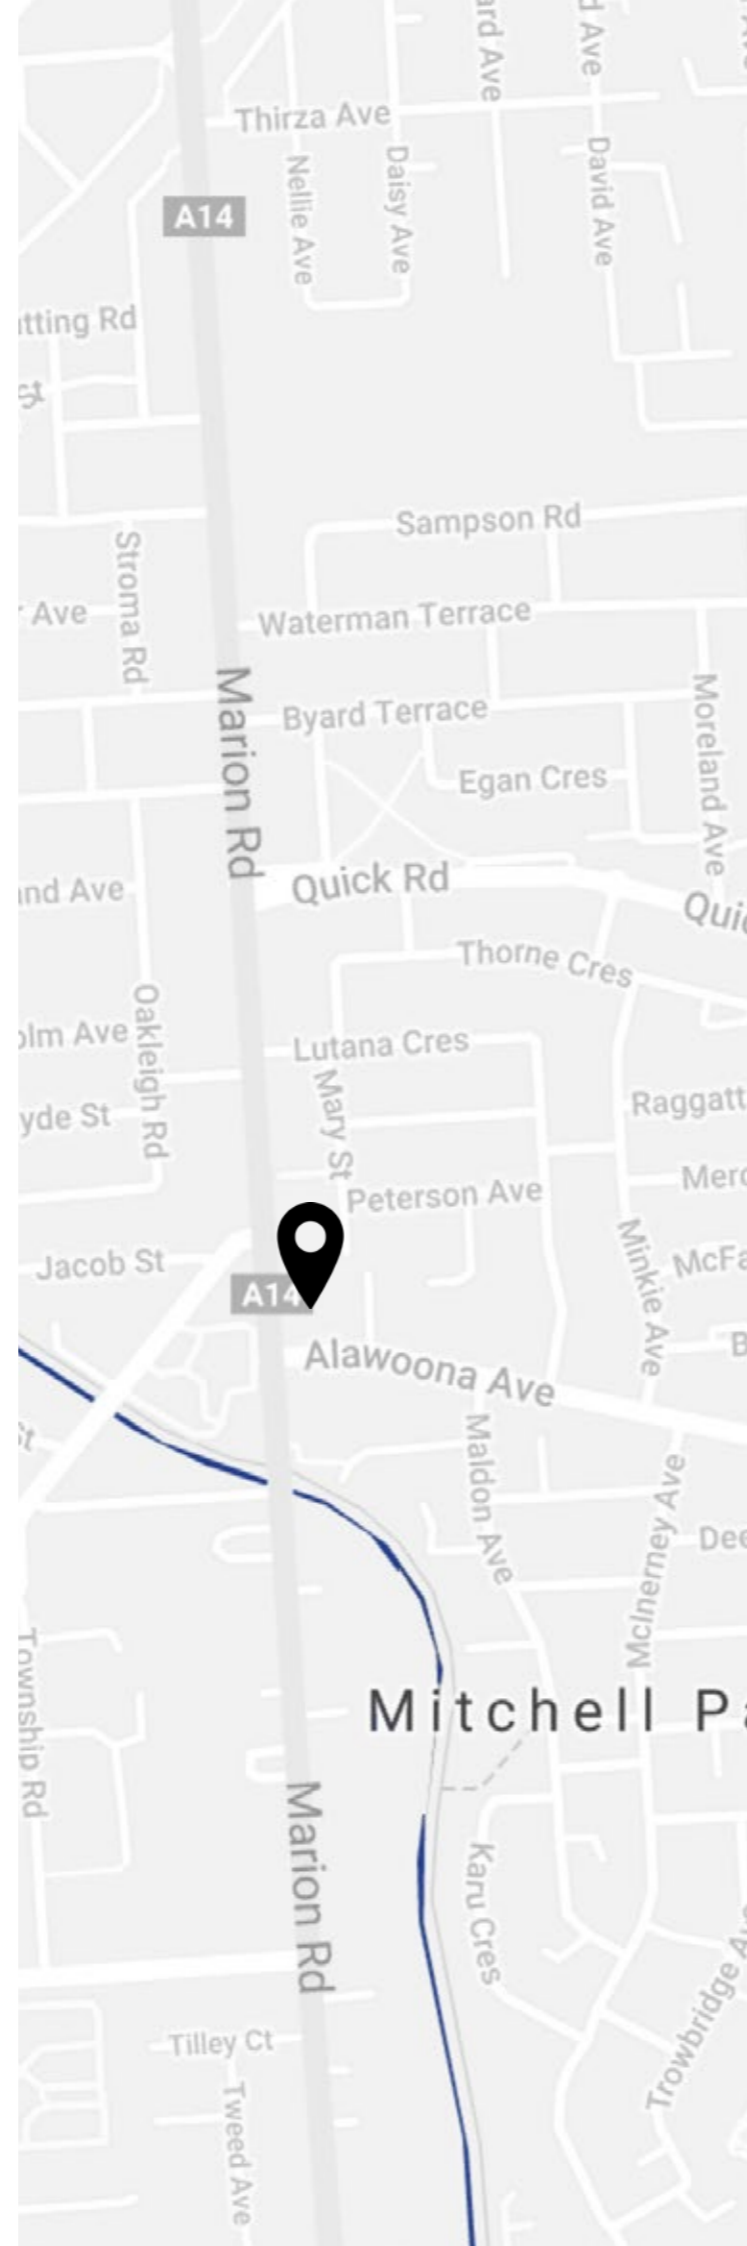 Thirza Ave
Nellie Ave
Daisy Ave
David Ave
A14
Sampson Rd
Stroma Rd
Ave
Waterman Terrace
Marion Rd
Byard Terrace
Moreland Ave
Egan Cres
Quick Rd
Thorne Cres
Oakleigh Rd
Lutana Cres
Mary St
Raggatt
Peterson Ave
Jacob St
Minkie Ave
A14
Alawoona Ave
Maldon Ave
McInerney Ave
Mitchell
Township Rd
Marion Rd
Karu Cres
Trowbridge
Tilley Ct
Tweed Ave